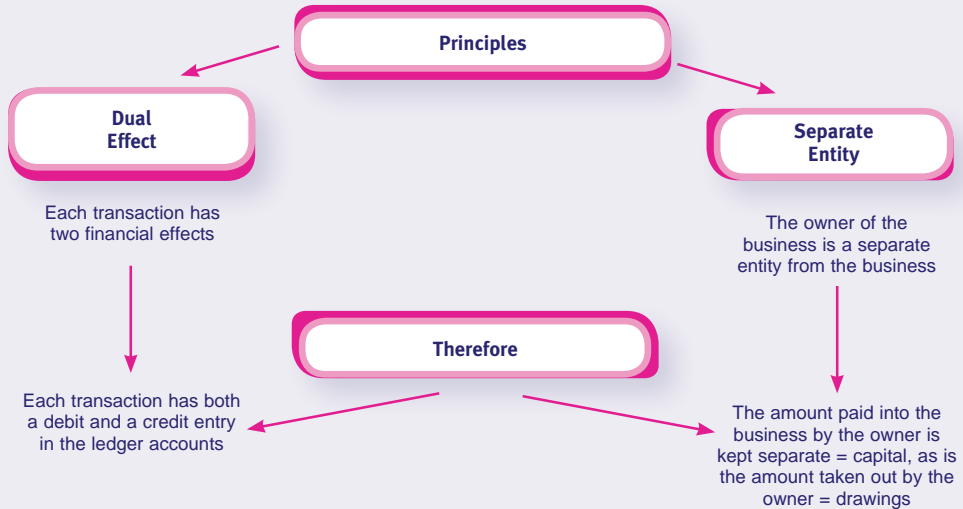 Principles
Dual
Effect
Separate
Entity
Each transaction has
two financial effects
The owner of the
business is a separate
entity from the business
Therefore
Each transaction has both
a debit and a credit entry
in the ledger accounts
The amount paid into the
business by the owner is
kept separate = capital, as is
the amount taken out by the
owner = drawings